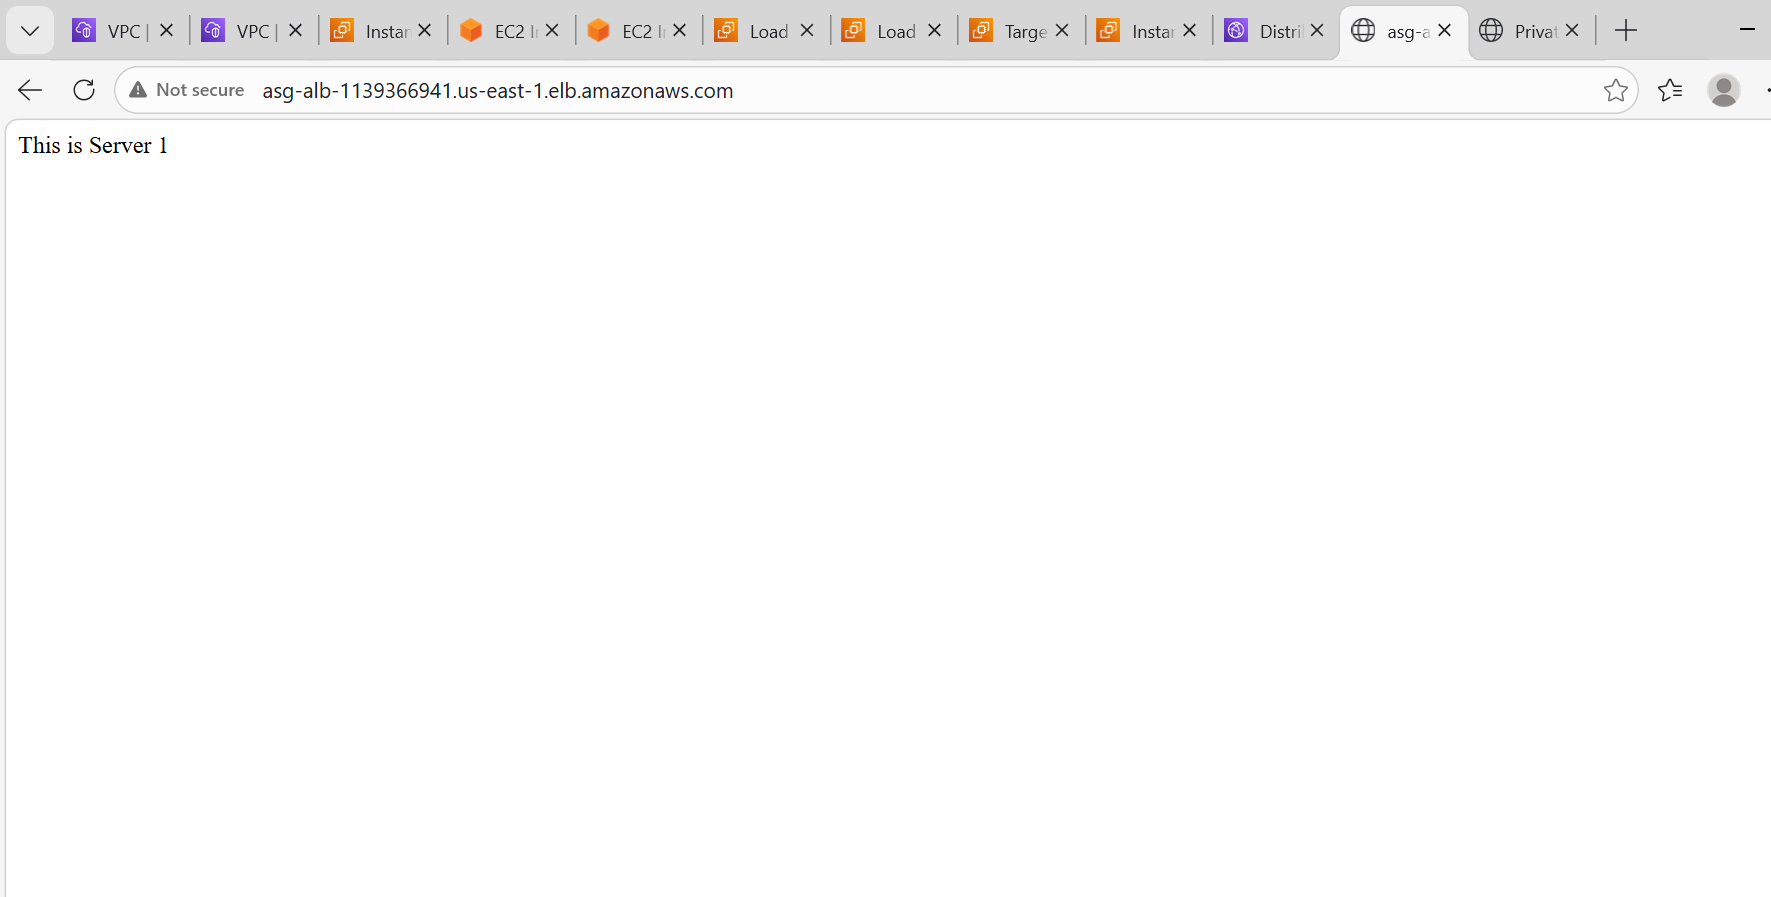 VPC | VPC | Instar EC2 I EC2 I Load Load Targe Instar Distri asg-a Privat
Not secure asg-alb-1139366941.us-east-1.elb.amazonaws.com
This is Server 1